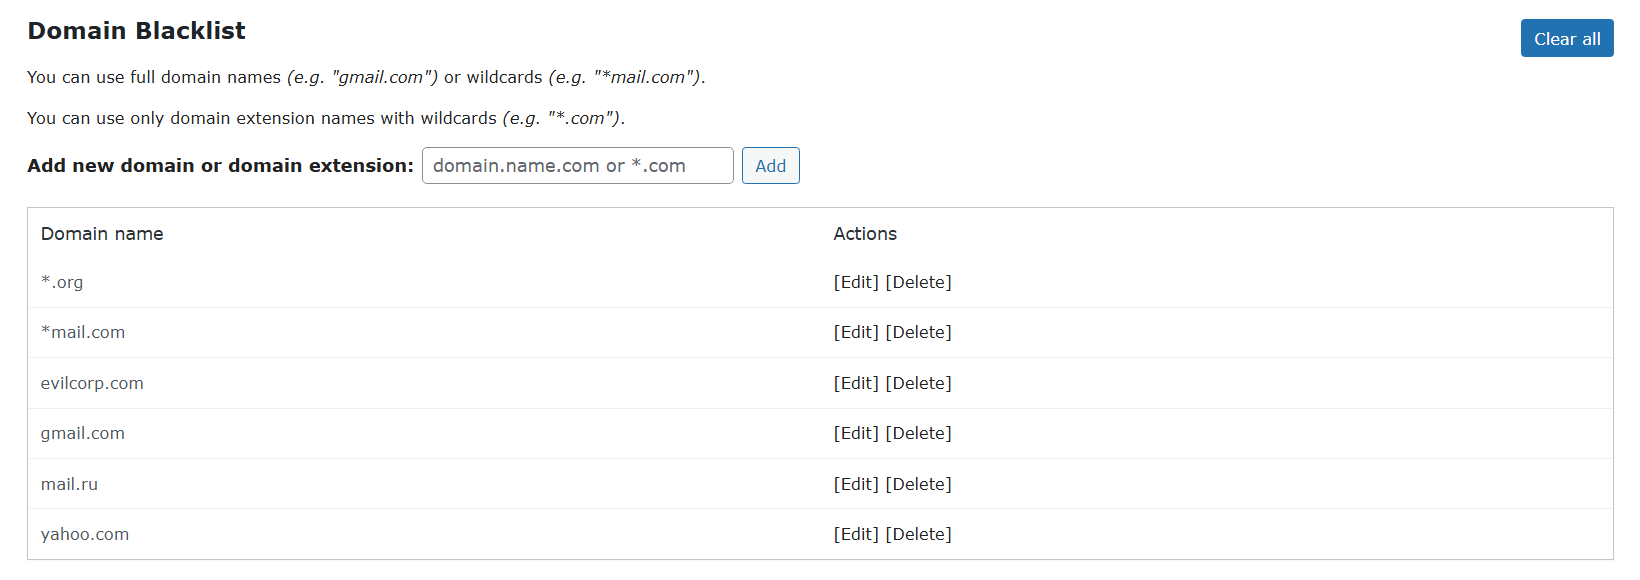 Domain Blacklist
Clear all
You can use full domain names (e.g. "gmail.com") or wildcards (e.g. "*mail.com").
You can use only domain extension names with wildcards (e.g. "*.com").
Add new domain or domain extension: domain.name.com or *.com Add
Domain name Actions
*.org [Edit] [Delete]
*mail.com [Edit] [Delete]
evilcorp.com [Edit] [Delete]
gmail.com [Edit] [Delete]
mail.ru [Edit] [Delete]
yahoo.com [Edit] [Delete]